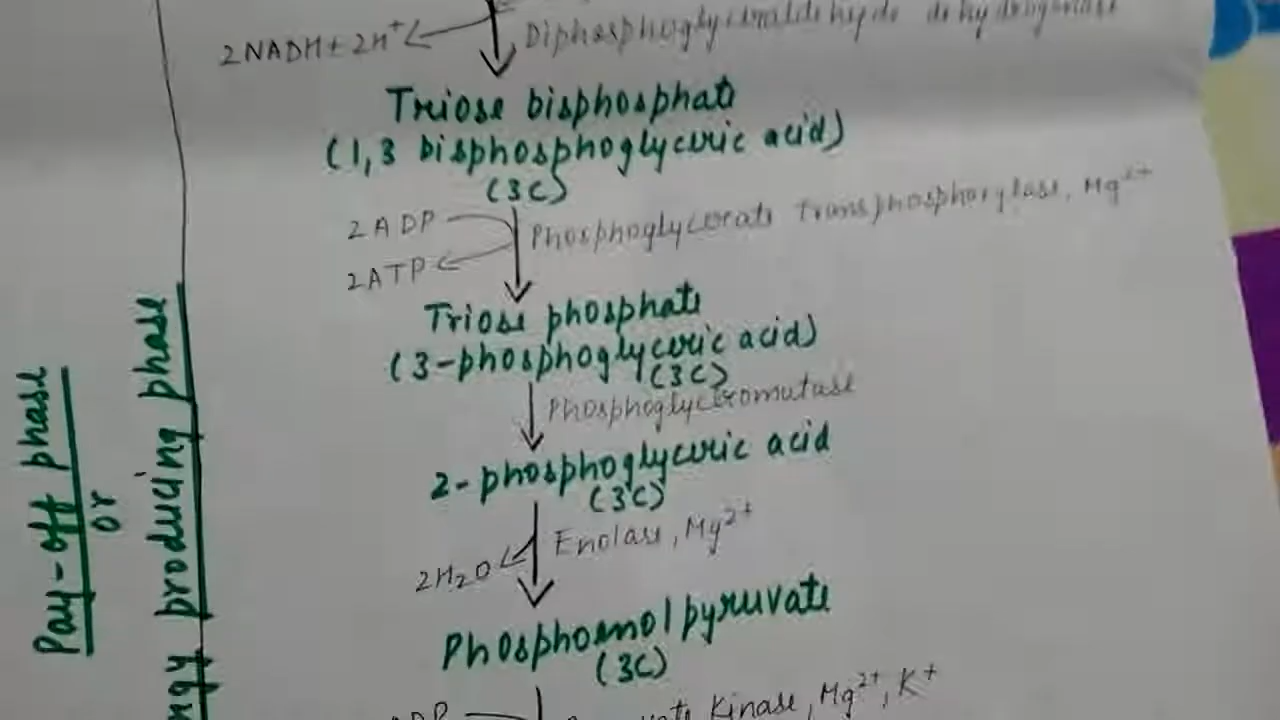 2NADH+2H⁺
Diphosphoglyceraldehyde dehydrogenase
Triose bisphosphate
(1,3 bisphosphoglyceric acid)
(3C)
2ADP
Phosphoglycerate transphosphorylase, Mg²⁺
2ATP
Triose phosphate
(3-phosphoglyceric acid)
(3C)
Phosphoglyceromutase
2-phosphoglyceric acid
(3C)
Enolase, Mg²⁺
2H₂O
Phosphoenolpyruvate
(3C)
Kinase, Mg²⁺, K⁺
Pay-off phase
or
producing phase